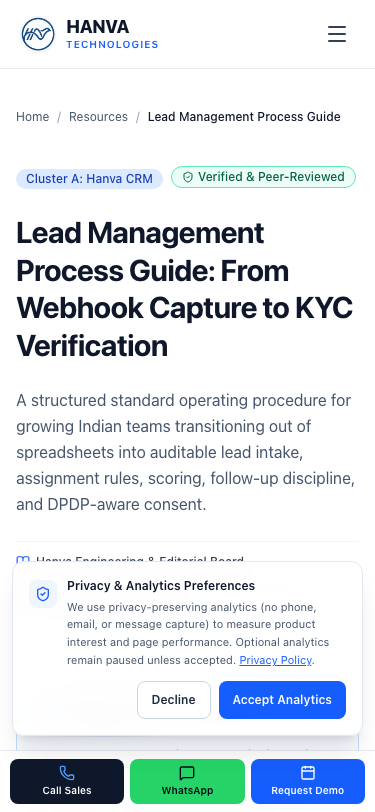 HANVA
TECHNOLOGIES
Home / Resources / Lead Management Process Guide
Cluster A: Hanva CRM
Verified & Peer-Reviewed
Lead Management
Process Guide: From
Webhook Capture to KYC
Verification
A structured standard operating procedure for
growing Indian teams transitioning out of
spreadsheets into auditable lead intake,
assignment rules, scoring, follow-up discipline,
and DPDP-aware consent.
Hanva Engineering & Editorial Board
Privacy & Analytics Preferences
We use privacy-preserving analytics (no phone,
email, or message capture) to measure product
interest and page performance. Optional analytics
remain paused unless accepted. Privacy Policy.
Decline
Accept Analytics
Call Sales
WhatsApp
Request Demo